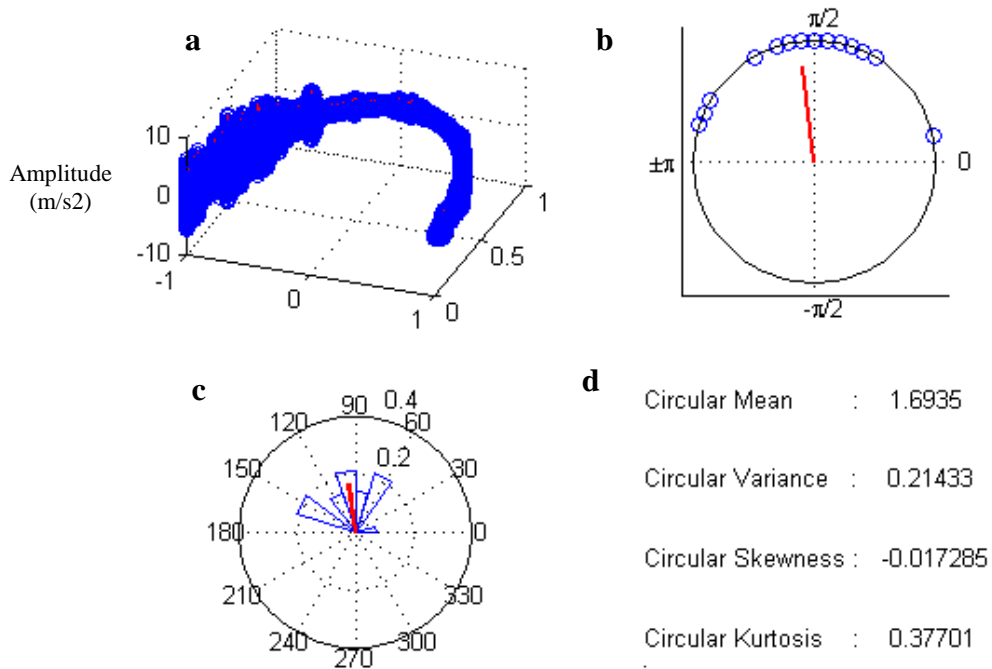 a
10
0
-10
Amplitude
(m/s2)
-1
0
1
0
0.5
1
b
π/2
±π
0
-π/2
c
90
0.4
120
60
0.2
150
30
180
0
210
330
240
300
270
d
Circular Mean : 1.6935
Circular Variance : 0.21433
Circular Skewness : -0.017285
Circular Kurtosis : 0.37701